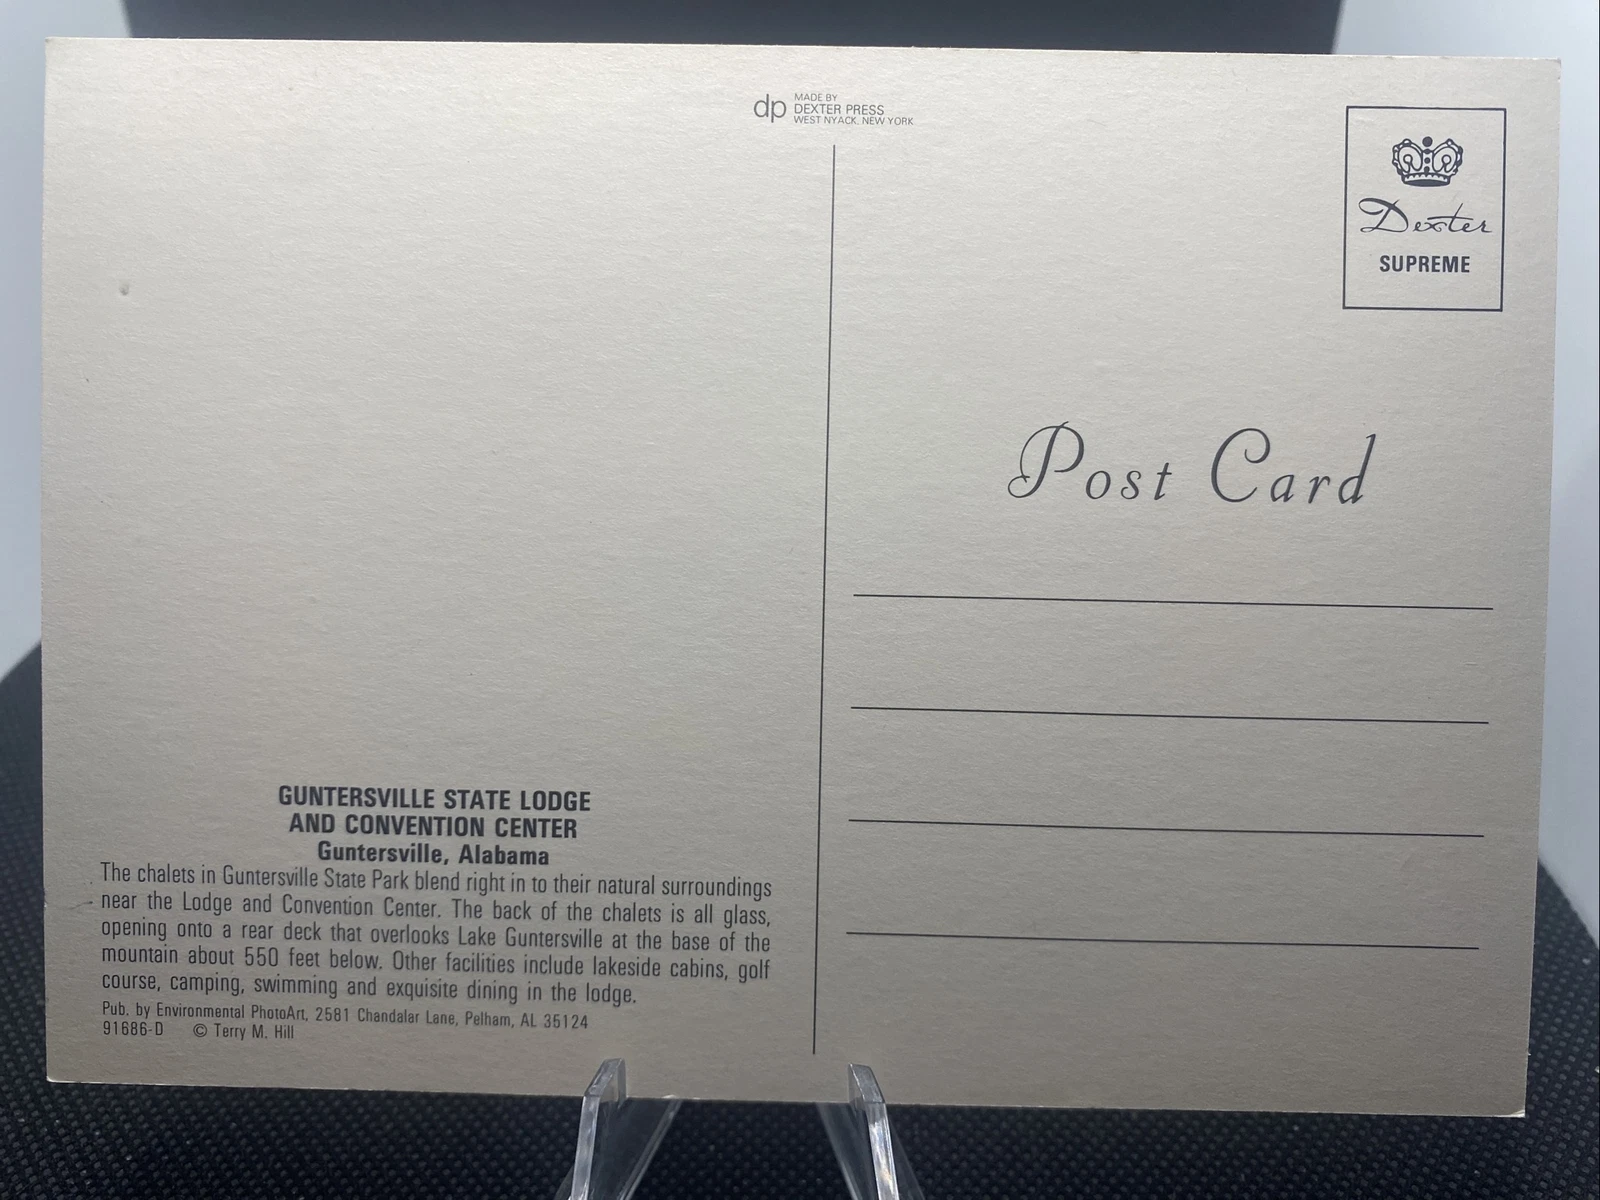 dp MADE BY
DEXTER PRESS
WEST NYACK, NEW YORK
Dexter
SUPREME
Post Card
GUNTERSVILLE STATE LODGE
AND CONVENTION CENTER
Guntersville, Alabama
The chalets in Guntersville State Park blend right in to their natural surroundings
near the Lodge and Convention Center. The back of the chalets is all glass,
opening onto a rear deck that overlooks Lake Guntersville at the base of the
mountain about 550 feet below. Other facilities include lakeside cabins, golf
course, camping, swimming and exquisite dining in the lodge.
Pub. by Environmental PhotoArt, 2581 Chandalar Lane, Pelham, AL 35124
91686-D © Terry M. Hill